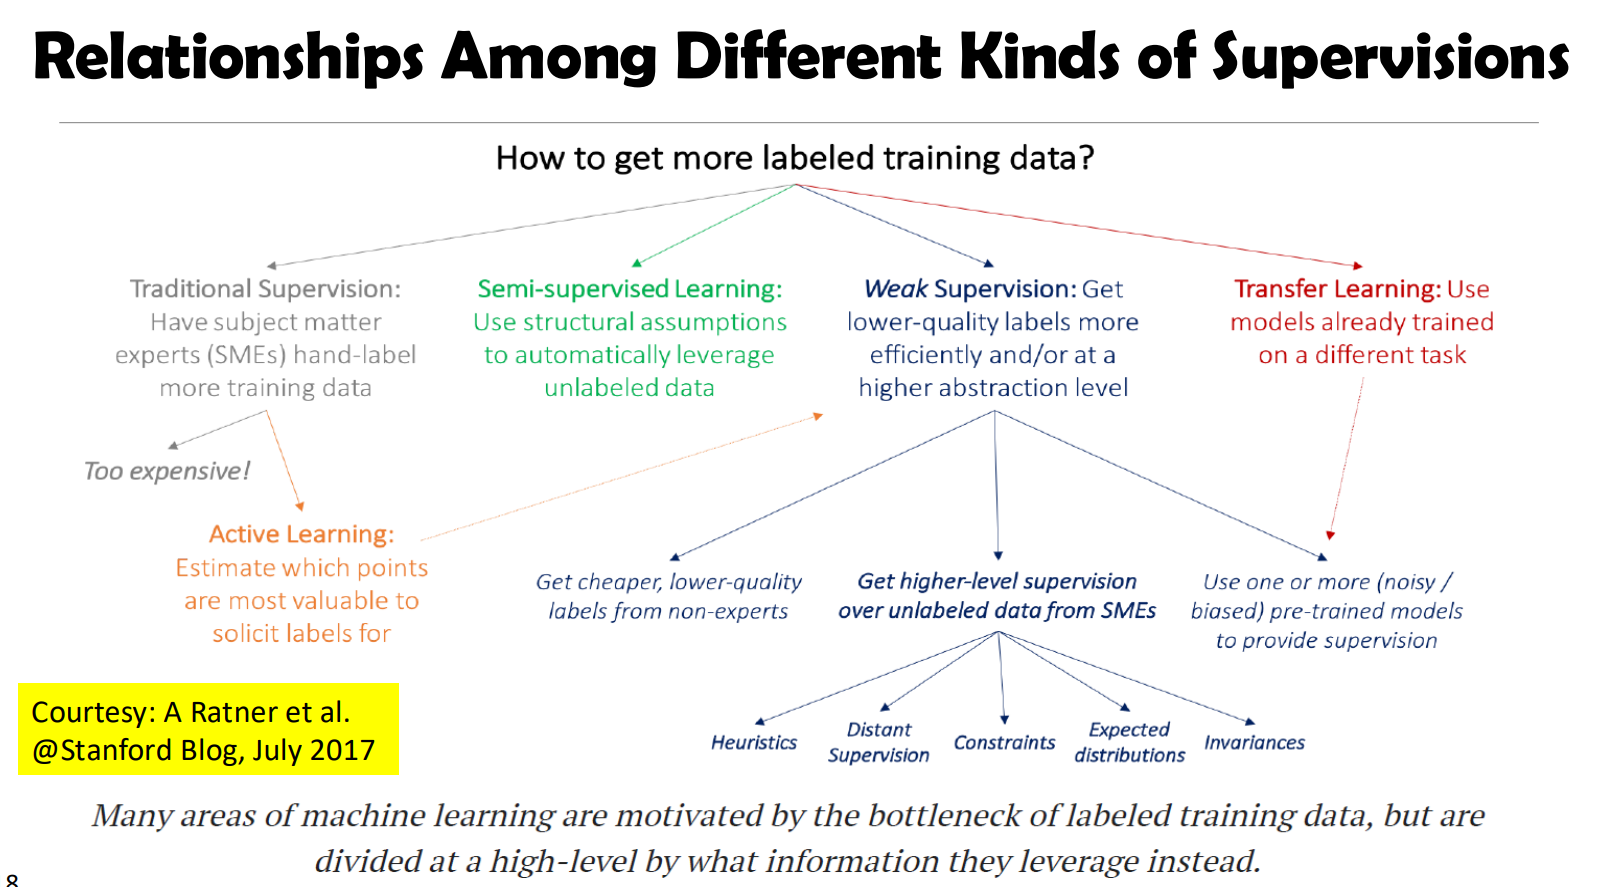 Relationships Among Different Kinds of Supervisions
How to get more labeled training data?
Traditional Supervision:
Have subject matter
experts (SMEs) hand-label
more training data
Semi-supervised Learning:
Use structural assumptions
to automatically leverage
unlabeled data
Weak Supervision: Get
lower-quality labels more
efficiently and/or at a
higher abstraction level
Transfer Learning: Use
models already trained
on a different task
Too expensive!
Active Learning:
Estimate which points
are most valuable to
solicit labels for
Get cheaper, lower-quality
labels from non-experts
Get higher-level supervision
over unlabeled data from SMEs
Use one or more (noisy /
biased) pre-trained models
to provide supervision
Heuristics
Distant
Supervision
Constraints
Expected
distributions
Invariances
Courtesy: A Ratner et al.
@Stanford Blog, July 2017
Many areas of machine learning are motivated by the bottleneck of labeled training data, but are
divided at a high-level by what information they leverage instead.
8